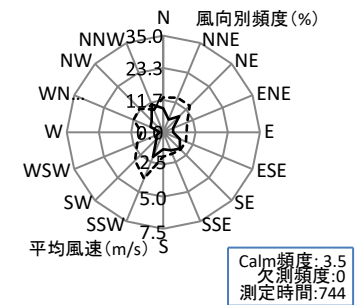 N 風向別頻度(%)
35.0
NNW NNE
23.3
NW NE
11.7
WN... ENE
W 0.0 E
2.5
WSW ESE
5.0
SW SE
SSW SSE
7.5
平均風速(m/s) S
Calm頻度: 3.5
欠測頻度:0
測定時間:744